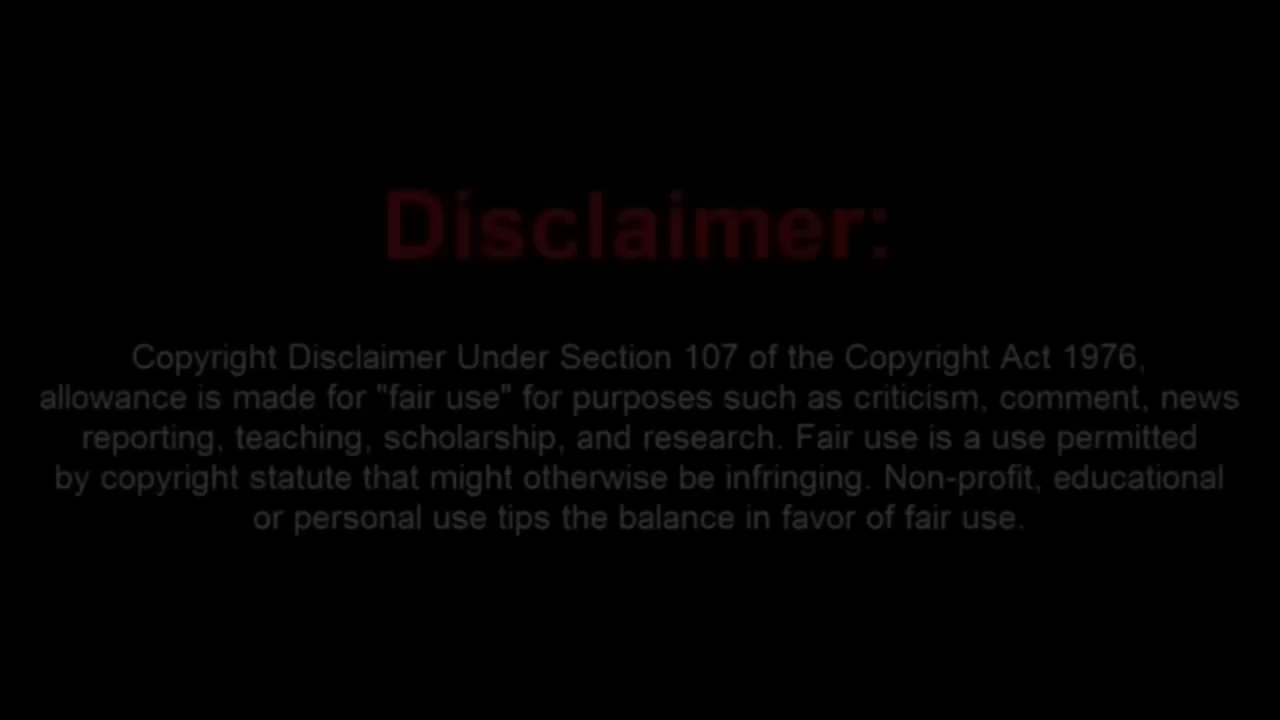 Disclaimer:
Copyright Disclaimer Under Section 107 of the Copyright Act 1976,
allowance is made for "fair use" for purposes such as criticism, comment, news
reporting, teaching, scholarship, and research. Fair use is a use permitted
by copyright statute that might otherwise be infringing. Non-profit, educational
or personal use tips the balance in favor of fair use.